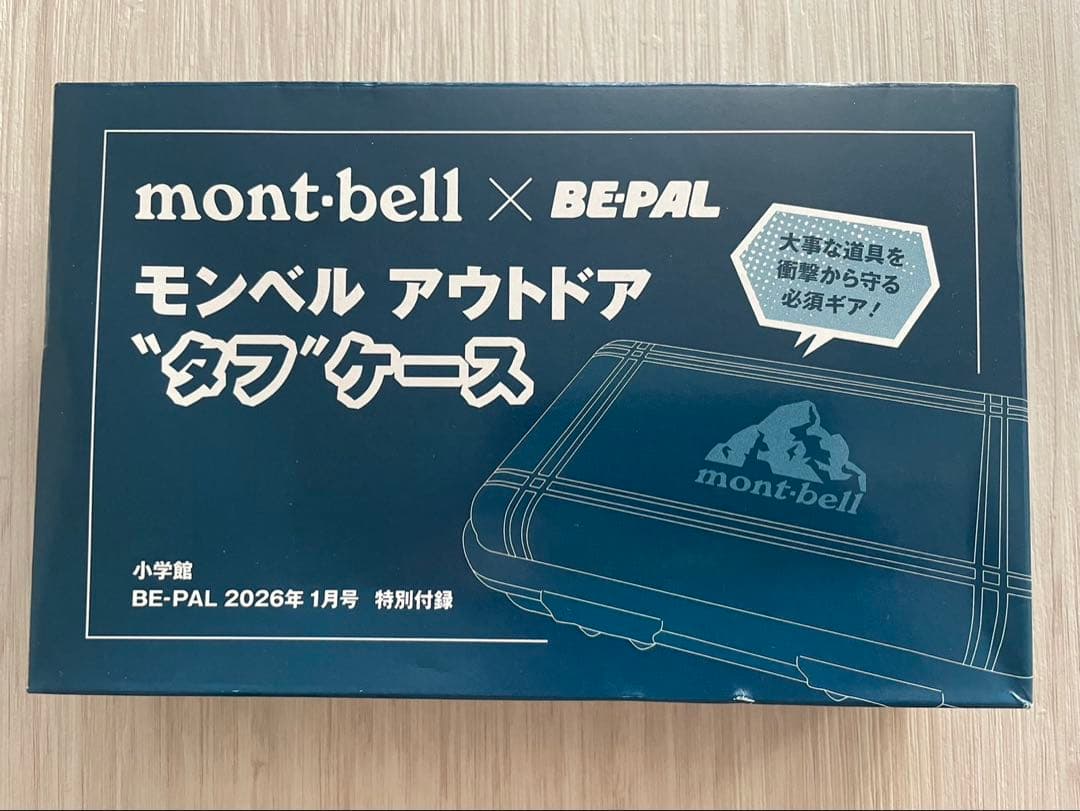 mont·bell × BE-PAL
モンベル アウトドア
“タフ”ケース
大事な道具を
衝撃から守る
必須ギア!
mont·bell
小学館
BE-PAL 2026年1月号 特別付録